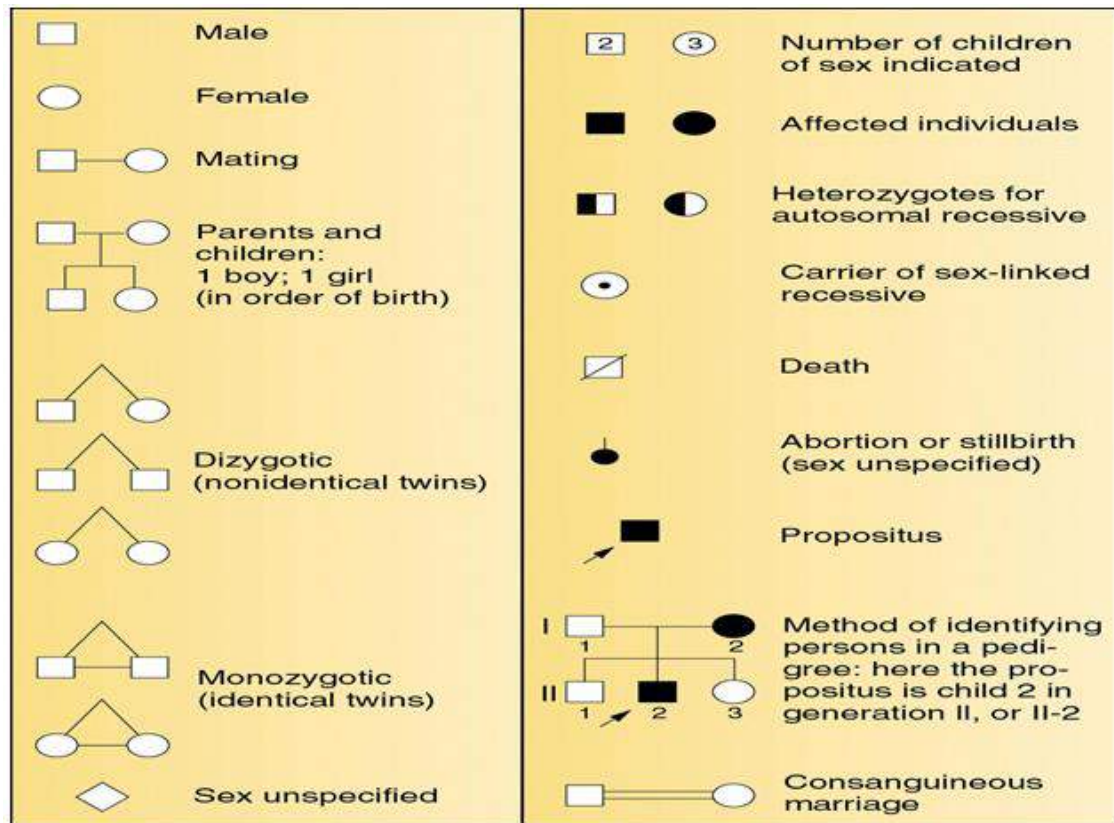 Male
Female
Mating
Parents and
children:
1 boy; 1 girl
(in order of birth)
Dizygotic
(nonidentical twins)
Monozygotic
(identical twins)
Sex unspecified
2 3 Number of children
of sex indicated
Affected individuals
Heterozygotes for
autosomal recessive
Carrier of sex-linked
recessive
Death
Abortion or stillbirth
(sex unspecified)
Propositus
I 1 2
II 1 2 3
Method of identifying
persons in a pedi-
gree: here the pro-
positus is child 2 in
generation II, or II-2
Consanguineous
marriage